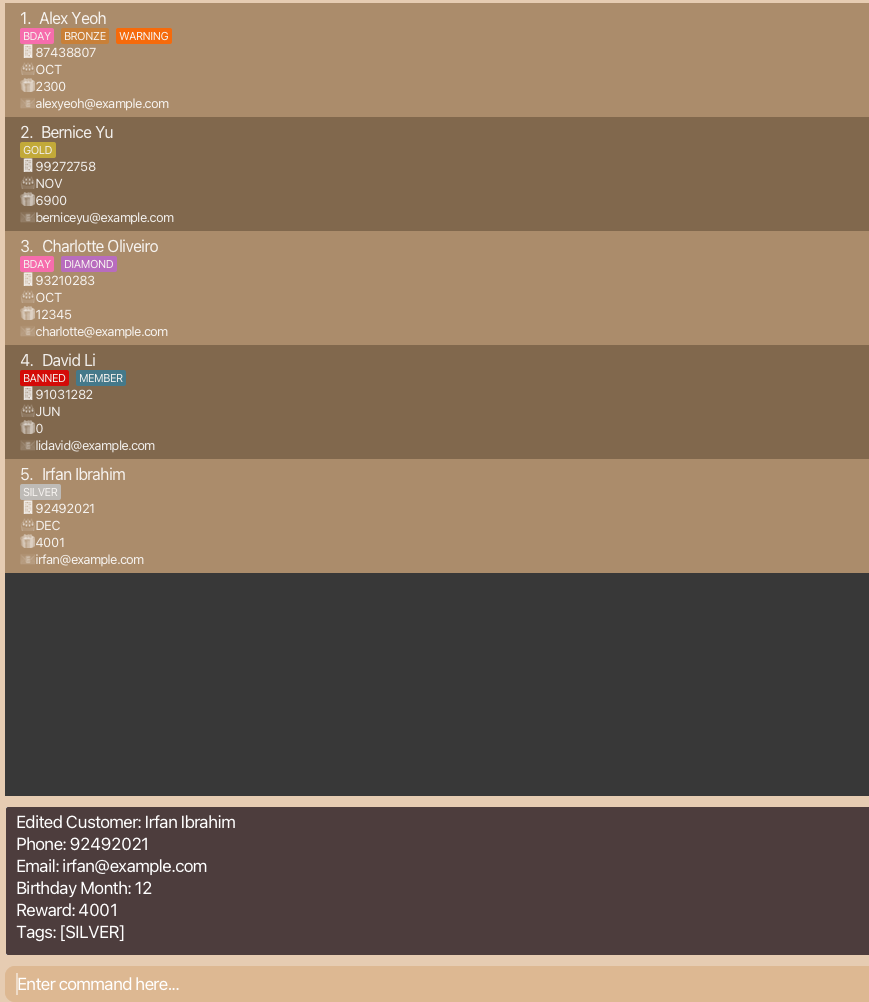 1. Alex Yeoh
BDAY BRONZE WARNING
87438807
OCT
2300
alexyeoh@example.com
2. Bernice Yu
GOLD
99272758
NOV
6900
berniceyu@example.com
3. Charlotte Oliveiro
BDAY DIAMOND
93210283
OCT
12345
charlotte@example.com
4. David Li
BANNED MEMBER
91031282
JUN
0
lidavid@example.com
5. Irfan Ibrahim
SILVER
92492021
DEC
4001
irfan@example.com
Edited Customer: Irfan Ibrahim
Phone: 92492021
Email: irfan@example.com
Birthday Month: 12
Reward: 4001
Tags: [SILVER]
Enter command here...